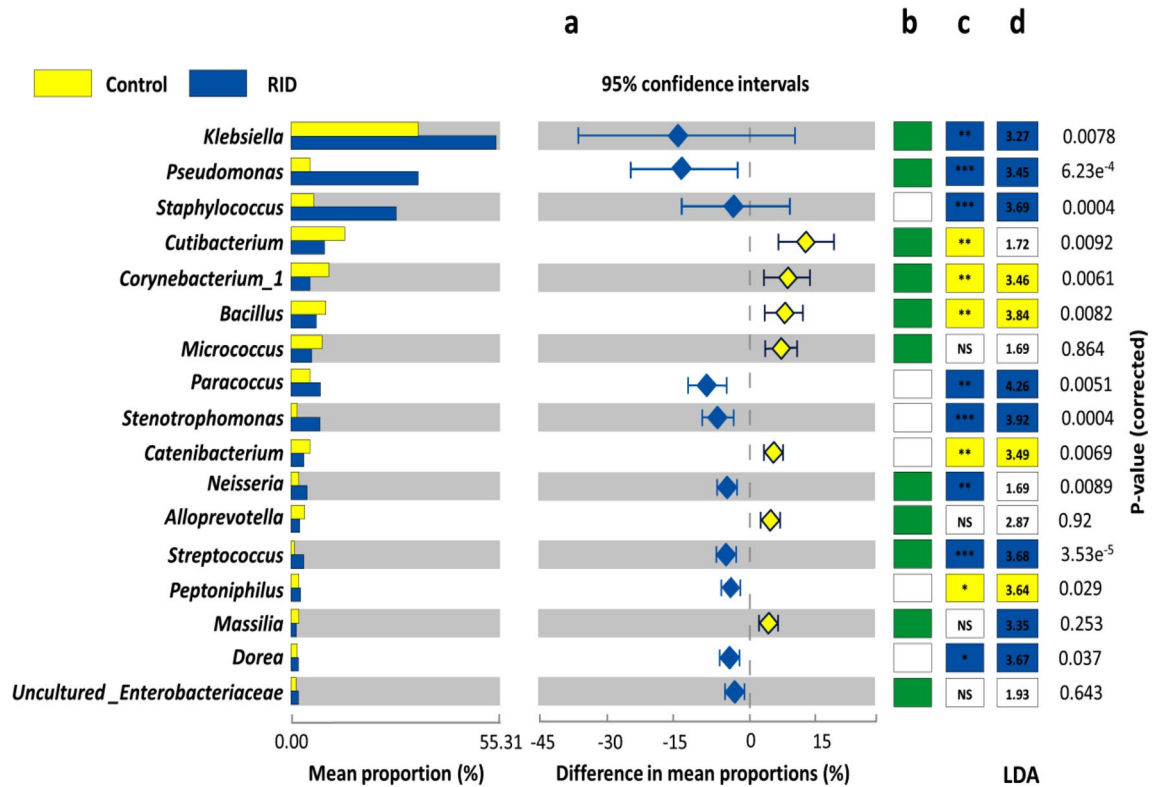 a b c d
Control RID 95% confidence intervals
Klebsiella ** 3.27 0.0078
Pseudomonas *** 3.45 6.23e⁻⁴
Staphylococcus *** 3.69 0.0004
Cutibacterium ** 1.72 0.0092
Corynebacterium_1 ** 3.46 0.0061
Bacillus ** 3.84 0.0082
Micrococcus NS 1.69 0.864
Paracoccus ** 4.26 0.0051
Stenotrophomonas *** 3.92 0.0004
Catenibacterium ** 3.49 0.0069
Neisseria ** 1.69 0.0089
Alloprevotella NS 2.87 0.92
Streptococcus *** 3.68 3.53e⁻⁵
Peptoniphilus * 3.64 0.029
Massilia NS 3.35 0.253
Dorea * 3.67 0.037
Uncultured_Enterobacteriaceae NS 1.93 0.643
P-value (corrected)
0.00 55.31 -45 -30 -15 0 15
Mean proportion (%) Difference in mean proportions (%) LDA